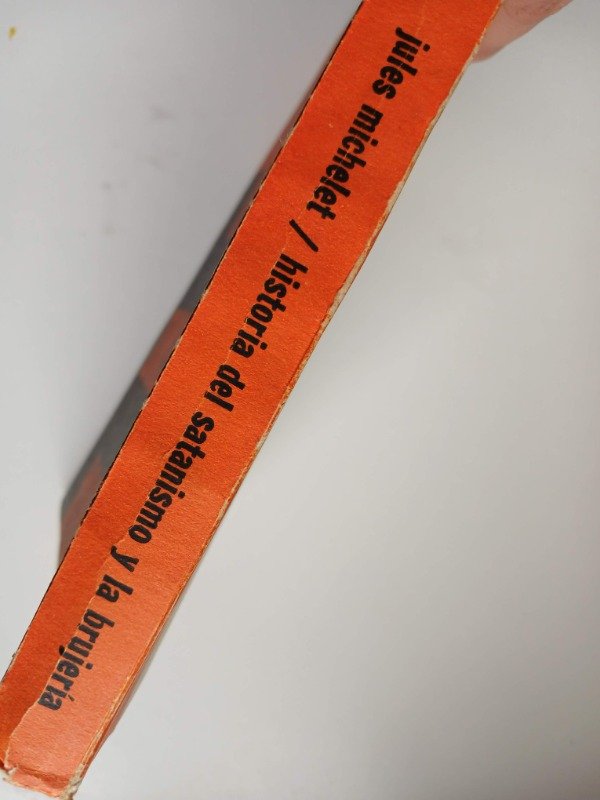 jules michelet / historia del satanismo y la brujería